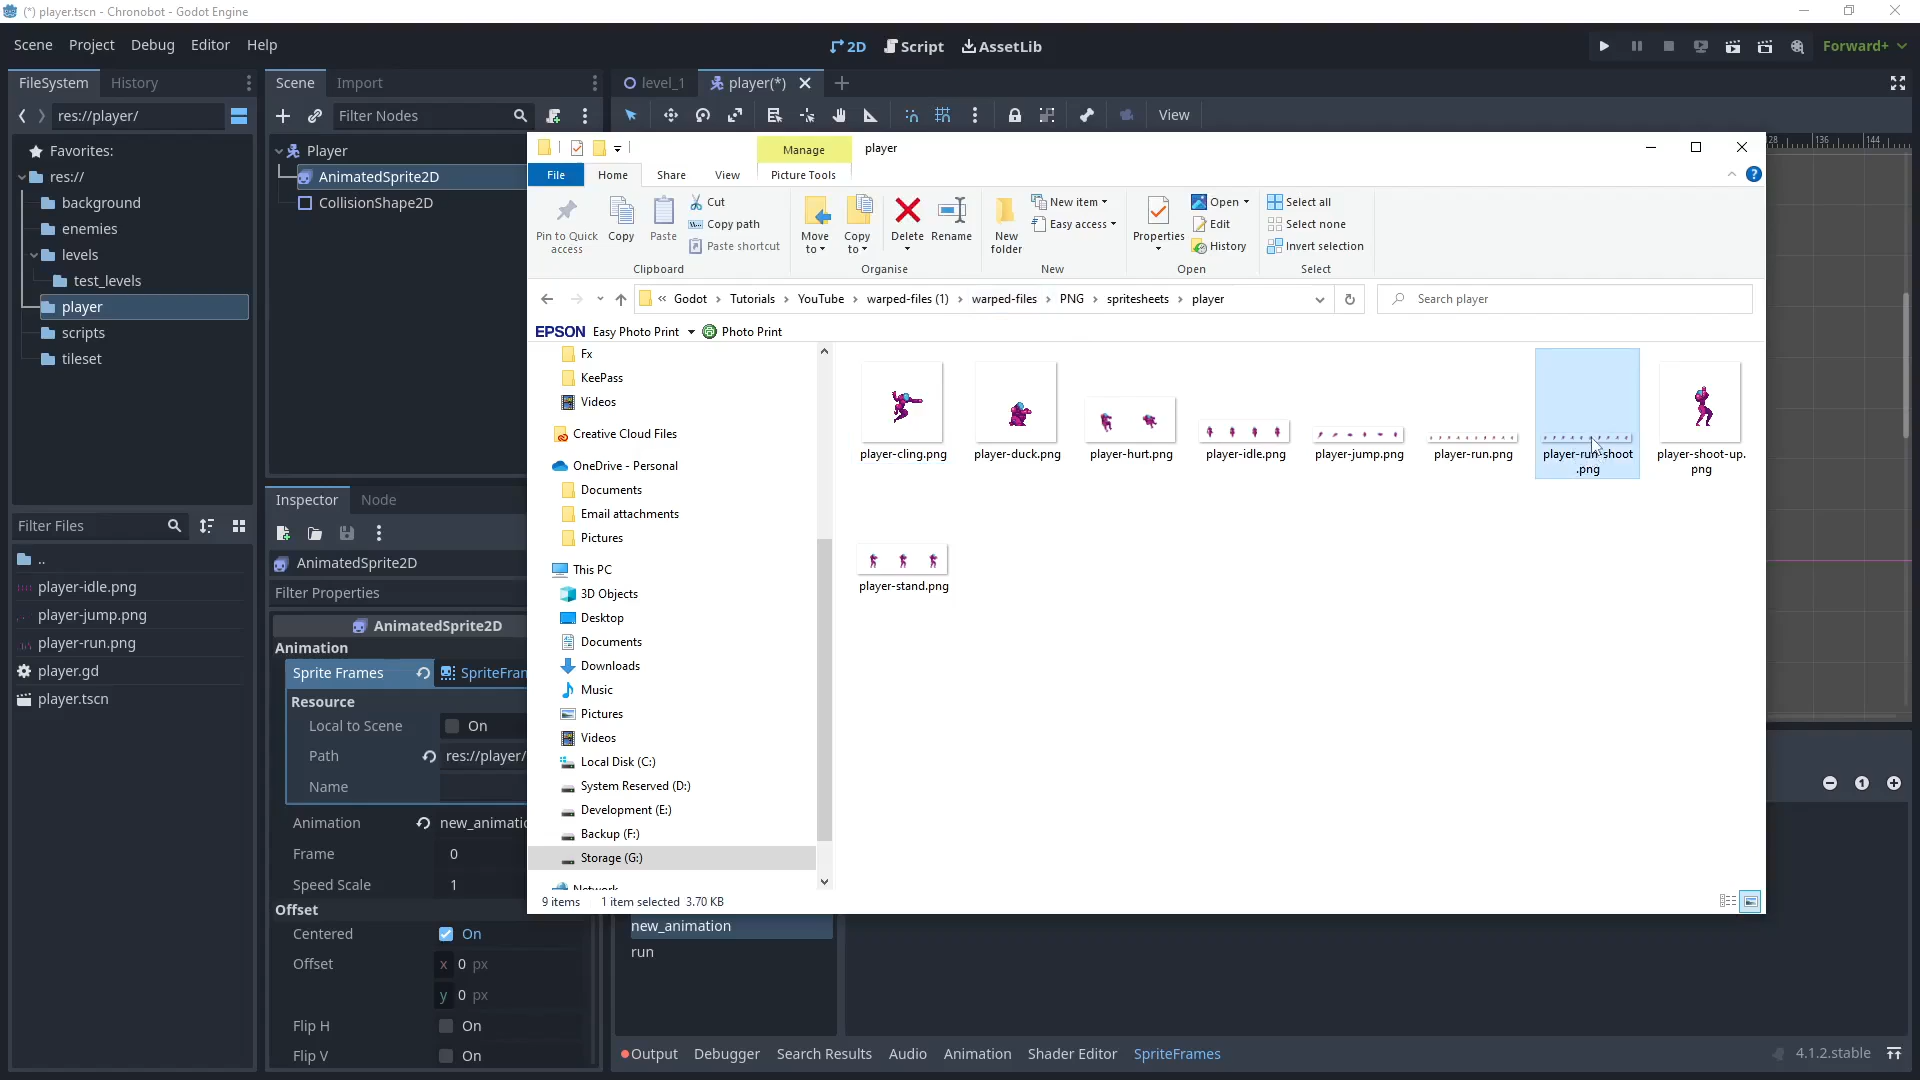 (*) player.tscn - Chronobot - Godot Engine
Scene Project Debug Editor Help
2D Script AssetLib
Forward+
FileSystem History
Scene Import
level_1 player(*)
res://player/
Filter Nodes
View
Favorites:
res://
background
enemies
levels
test_levels
player
scripts
tileset
Player
AnimatedSprite2D
CollisionShape2D
136 144
Filter Files
..
player-idle.png
player-jump.png
player-run.png
player.gd
player.tscn
Inspector Node
AnimatedSprite2D
Filter Properties
AnimatedSprite2D
Animation
Sprite Frames SpriteFran
Resource
Local to Scene On
Path res://player/
Name
Animation new_animatio
Frame 0
Speed Scale 1
Offset
Centered On
Offset x 0 px
y 0 px
Flip H On
Flip V On
Manage player
File Home Share View Picture Tools
Pin to Quick access
Copy
Paste
Cut
Copy path
Paste shortcut
Clipboard
Move to
Copy to
Delete
Rename
Organise
New folder
New item
Easy access
New
Properties
Open
Edit
History
Open
Select all
Select none
Invert selection
Select
« Godot › Tutorials › YouTube › warped-files (1) › warped-files › PNG › spritesheets › player
Search player
EPSON Easy Photo Print Photo Print
Fx
KeePass
Videos
Creative Cloud Files
OneDrive - Personal
Documents
Email attachments
Pictures
This PC
3D Objects
Desktop
Documents
Downloads
Music
Pictures
Videos
Local Disk (C:)
System Reserved (D:)
Development (E:)
Backup (F:)
Storage (G:)
Network
player-cling.png
player-duck.png
player-hurt.png
player-idle.png
player-jump.png
player-run.png
player-run-shoot
.png
player-shoot-up.
png
player-stand.png
9 items 1 item selected 3.70 KB
new_animation
run
Output Debugger Search Results Audio Animation Shader Editor SpriteFrames
4.1.2.stable